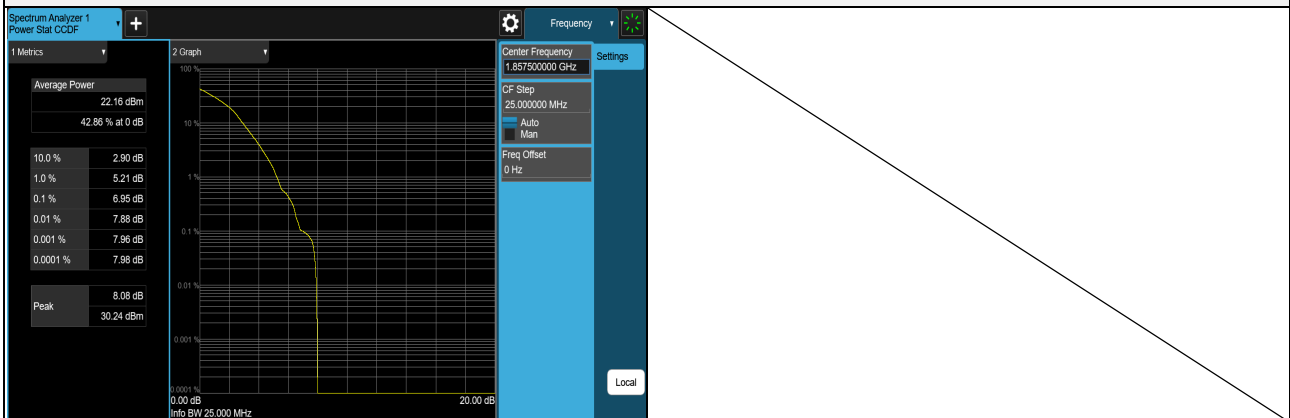 Spectrum Analyzer 1
Power Stat CCDF
+
Frequency
1 Metrics
Average Power
22.16 dBm
42.86 % at 0 dB
10.0 % 2.90 dB
1.0 % 5.21 dB
0.1 % 6.95 dB
0.01 % 7.88 dB
0.001 % 7.96 dB
0.0001 % 7.98 dB
Peak 8.08 dB
30.24 dBm
2 Graph
100 %
10 %
1 %
0.1 %
0.01 %
0.001 %
0.0001 %
0.00 dB 20.00 dB
Info BW 25.000 MHz
Center Frequency
1.857500000 GHz
CF Step
25.000000 MHz
Auto
Man
Freq Offset
0 Hz
Settings
Local